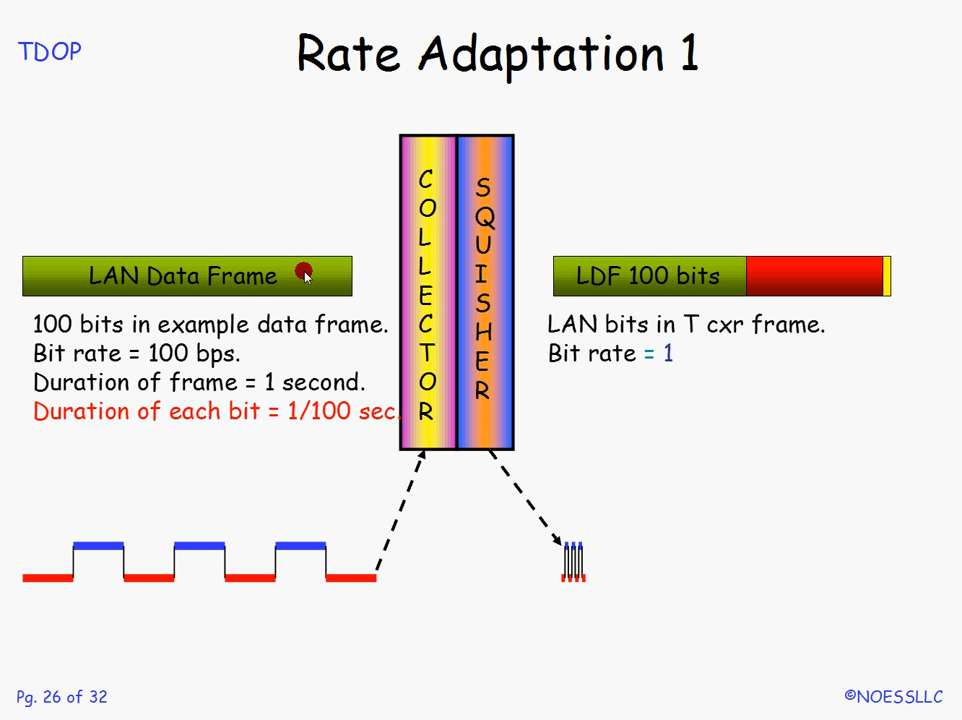 TDOP
Rate Adaptation 1
COLLECTOR
SQUISHER
LAN Data Frame
100 bits in example data frame.
Bit rate = 100 bps.
Duration of frame = 1 second.
Duration of each bit = 1/100 sec.
LDF 100 bits
LAN bits in T cxr frame.
Bit rate = 1
Pg. 26 of 32
©NOESSLLC